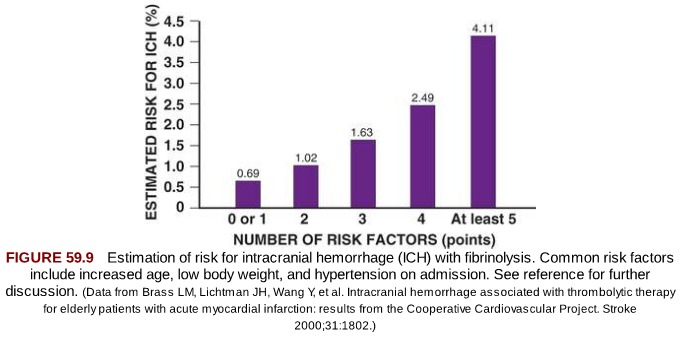 ESTIMATED RISK FOR ICH (%)
4.5
4.0
3.5
3.0
2.5
2.0
1.5
1.0
0.5
0
0.69
1.02
1.63
2.49
4.11
0 or 1
2
3
4
At least 5
NUMBER OF RISK FACTORS (points)
FIGURE 59.9 Estimation of risk for intracranial hemorrhage (ICH) with fibrinolysis. Common risk factors
include increased age, low body weight, and hypertension on admission. See reference for further
discussion. (Data from Brass LM, Lichtman JH, Wang Y, et al. Intracranial hemorrhage associated with thrombolytic therapy
for elderly patients with acute myocardial infarction: results from the Cooperative Cardiovascular Project. Stroke
2000;31:1802.)